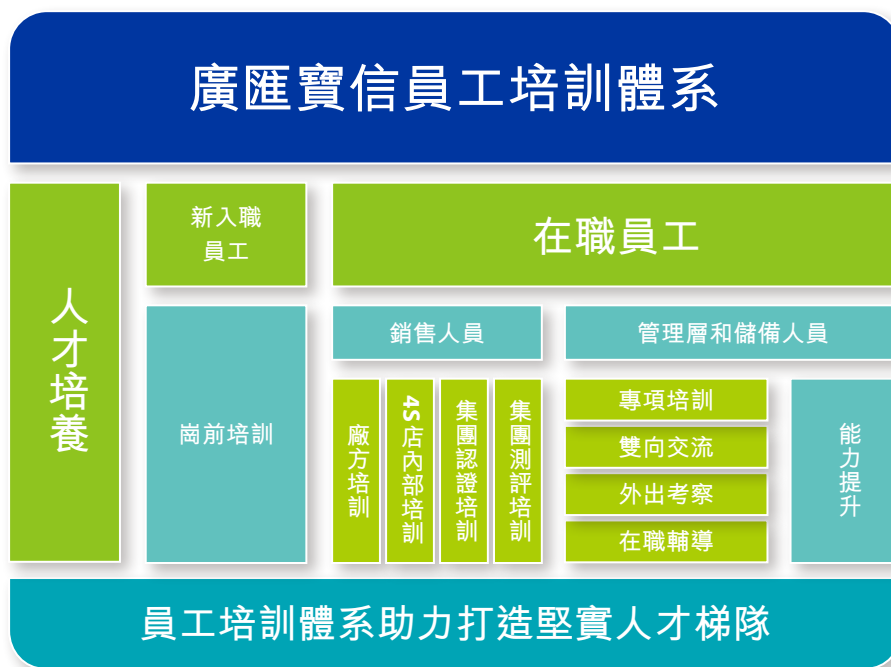 廣匯寶信員工培訓體系
人才培養
新入職
員工
在職員工
崗前培訓
銷售人員
管理層和儲備人員
廠方培訓
4S店內部培訓
集團認證培訓
集團測評培訓
專項培訓
雙向交流
外出考察
在職輔導
能力提升
員工培訓體系助力打造堅實人才梯隊